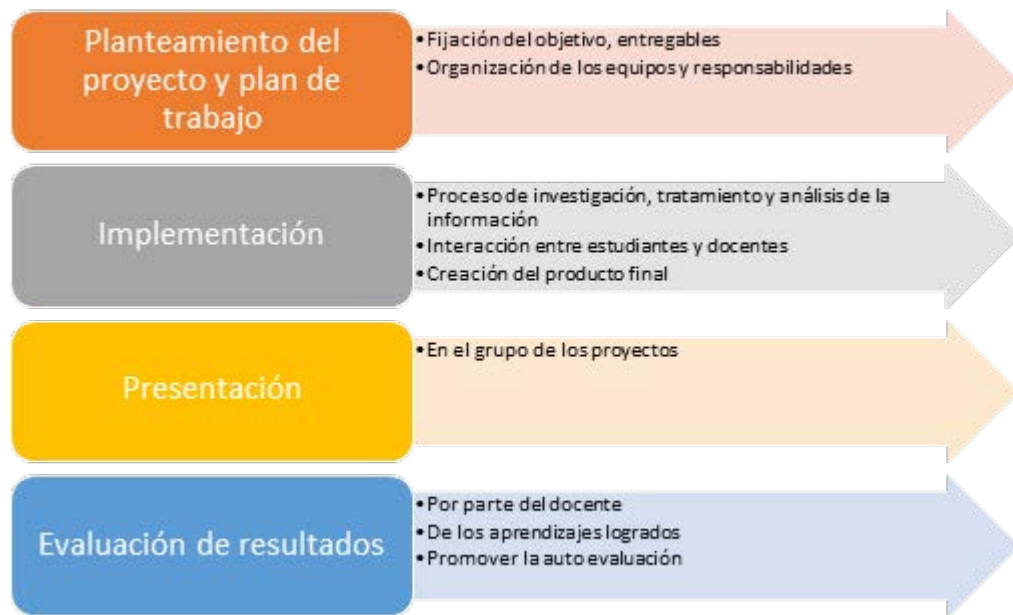 Planteamiento del
proyecto y plan de
trabajo
• Fijación del objetivo, entregables
• Organización de los equipos y responsabilidades
Implementación
• Proceso de investigación, tratamiento y análisis de la
información
• Interacción entre estudiantes y docentes
• Creación del producto final
Presentación
• En el grupo de los proyectos
Evaluación de resultados
• Por parte del docente
• De los aprendizajes logrados
• Promover la auto evaluación